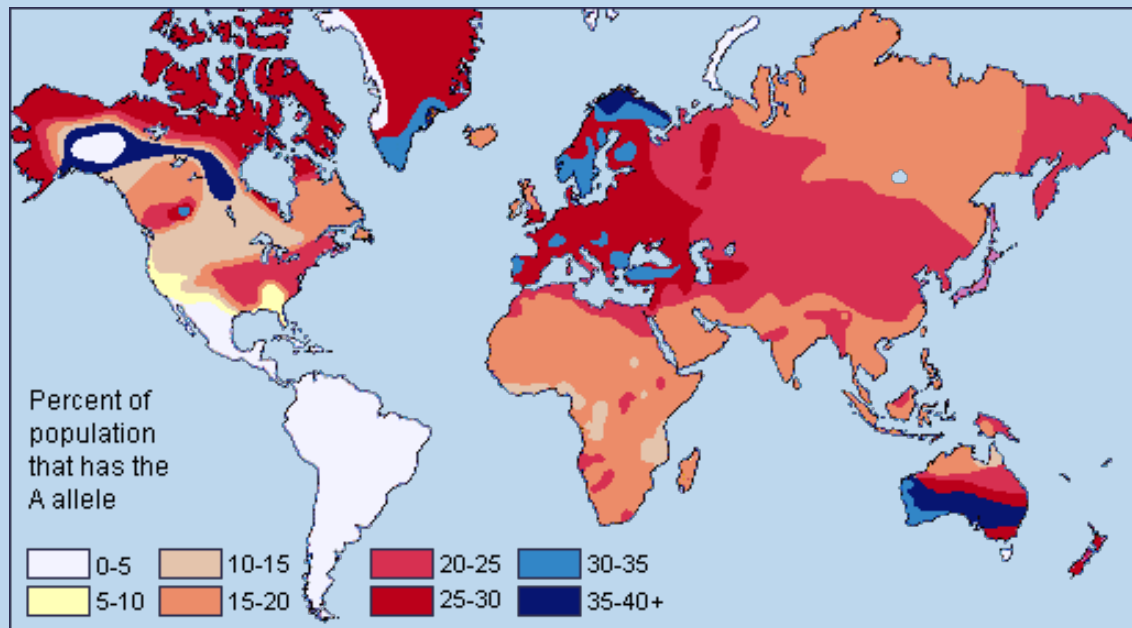 Percent of
population
that has the
A allele
0-5
10-15
20-25
30-35
5-10
15-20
25-30
35-40+